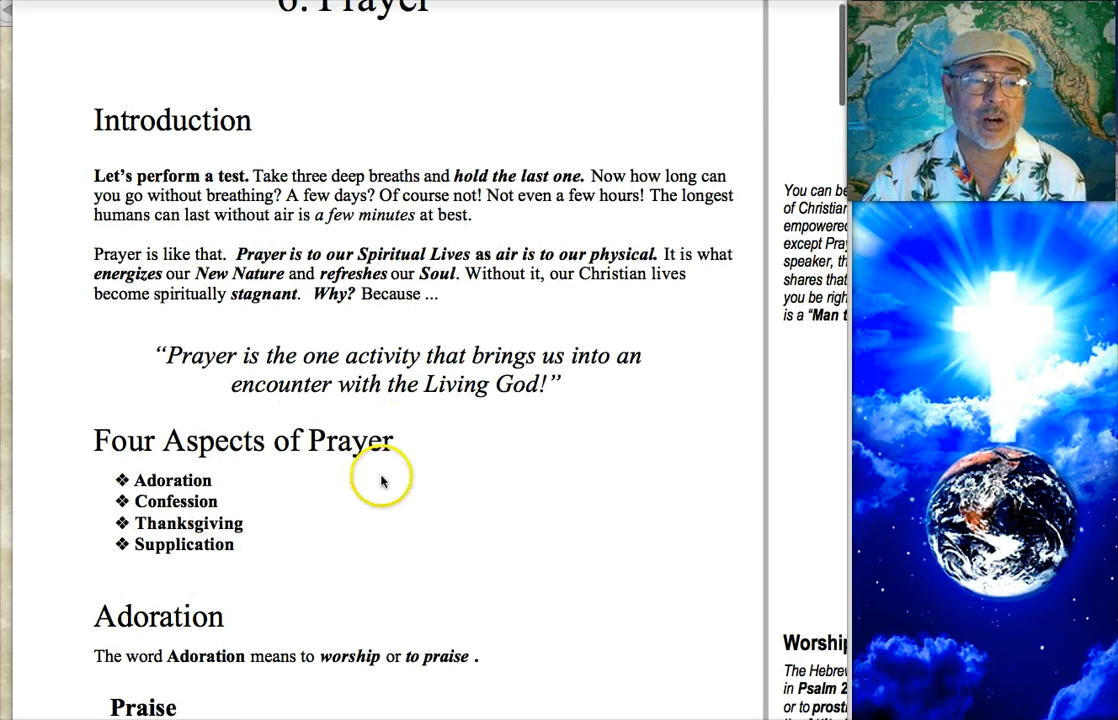 6. Prayer
Introduction
Let's perform a test. Take three deep breaths and hold the last one. Now how long can
you go without breathing? A few days? Of course not! Not even a few hours! The longest
humans can last without air is a few minutes at best.
Prayer is like that. Prayer is to our Spiritual Lives as air is to our physical. It is what
energizes our New Nature and refreshes our Soul. Without it, our Christian lives
become spiritually stagnant. Why? Because ...
“Prayer is the one activity that brings us into an
encounter with the Living God!”
Four Aspects of Prayer
❖ Adoration
❖ Confession
❖ Thanksgiving
❖ Supplication
Adoration
The word Adoration means to worship or to praise .
Praise
You can be
of Christian
empowered
except Pray
speaker, th
shares that
you be righ
is a “Man t
Worship
The Hebrew
in Psalm 2
or to prost